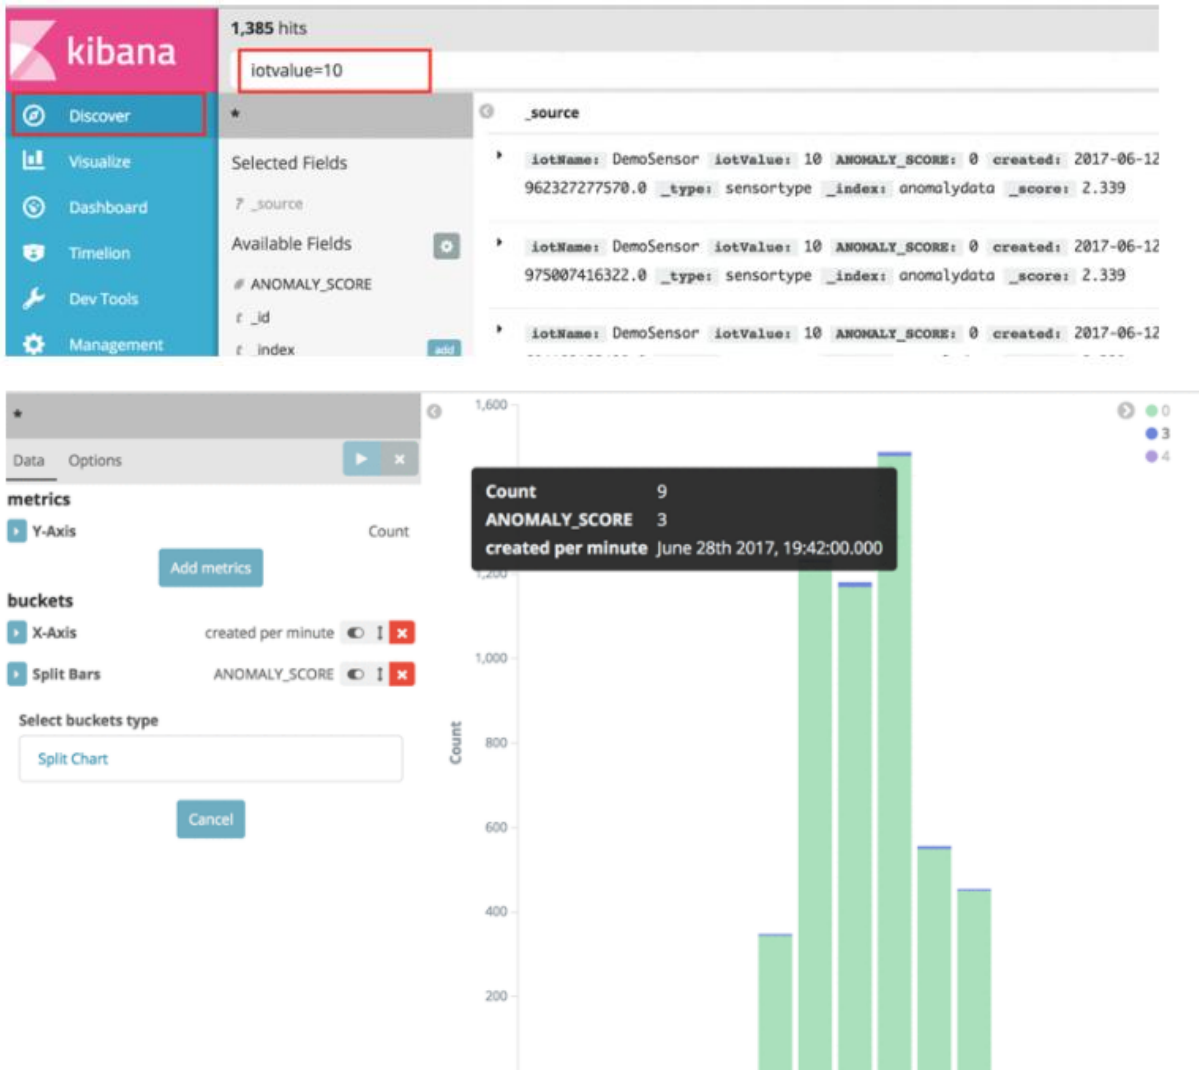 kibana
1,385 hits
iotvalue=10
Discover
Visualize
Dashboard
Timelion
Dev Tools
Management
*
Selected Fields
? _source
Available Fields
# ANOMALY_SCORE
t _id
t _index add
_source
iotName: DemoSensor iotValue: 10 ANOMALY_SCORE: 0 created: 2017-06-12
962327277570.0 _type: sensortype _index: anomalydata _score: 2.339
iotName: DemoSensor iotValue: 10 ANOMALY_SCORE: 0 created: 2017-06-12
975007416322.0 _type: sensortype _index: anomalydata _score: 2.339
iotName: DemoSensor iotValue: 10 ANOMALY_SCORE: 0 created: 2017-06-12
*
Data Options
metrics
Y-Axis Count
Add metrics
buckets
X-Axis created per minute
Split Bars ANOMALY_SCORE
Select buckets type
Split Chart
Cancel
1,600
Count 9
ANOMALY_SCORE 3
created per minute June 28th 2017, 19:42:00.000
1,200
1,000
800
600
400
200
Count
0
3
4